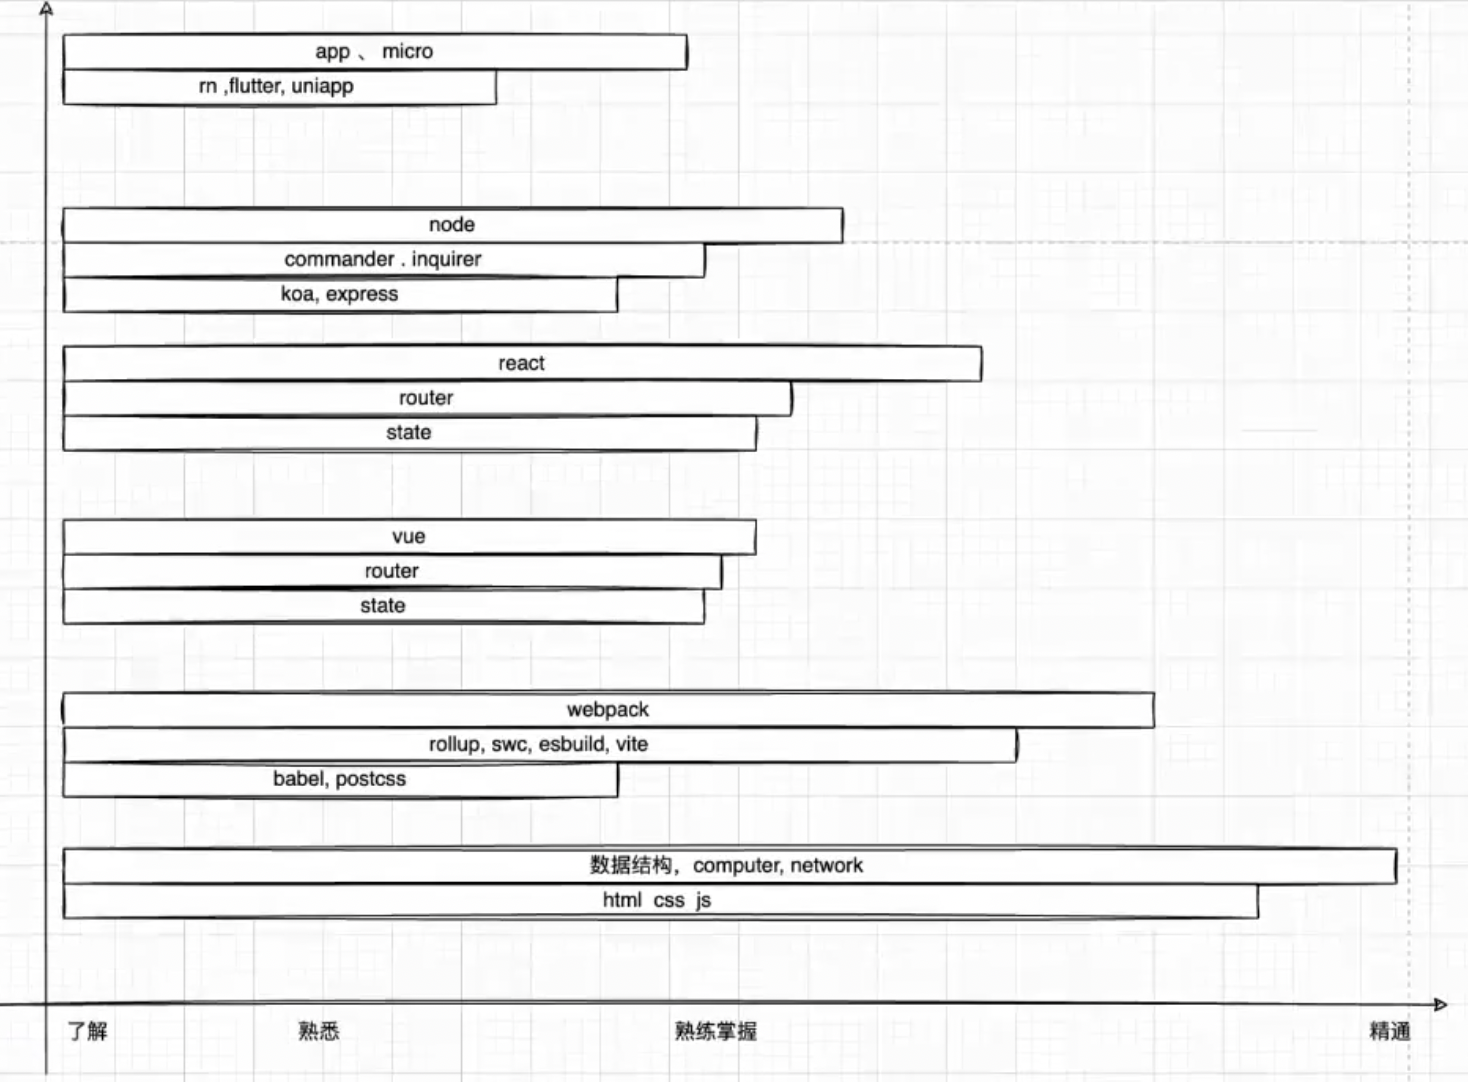 app 、 micro
rn ,flutter, uniapp
node
commander . inquirer
koa, express
react
router
state
vue
router
state
webpack
rollup, swc, esbuild, vite
babel, postcss
数据结构，computer, network
html css js
了解 熟悉 熟练掌握 精通